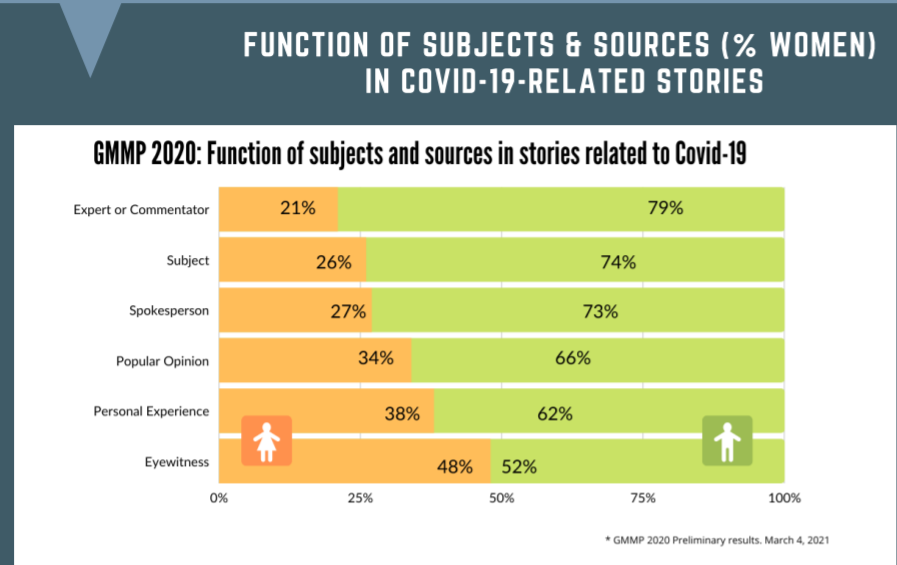 FUNCTION OF SUBJECTS & SOURCES (% WOMEN)
IN COVID-19-RELATED STORIES
GMMP 2020: Function of subjects and sources in stories related to Covid-19
Expert or Commentator 21% 79%
Subject 26% 74%
Spokesperson 27% 73%
Popular Opinion 34% 66%
Personal Experience 38% 62%
Eyewitness 48% 52%
0% 25% 50% 75% 100%
* GMMP 2020 Preliminary results. March 4, 2021